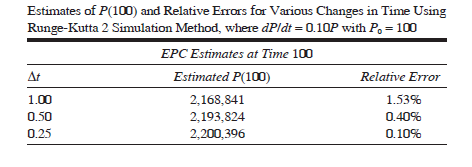 Estimates of P(100) and Relative Errors for Various Changes in Time Using
Runge-Kutta 2 Simulation Method, where dP/dt = 0.10P with P₀ = 100
EPC Estimates at Time 100
Δt Estimated P(100) Relative Error
1.00 2,168,841 1.53%
0.50 2,193,824 0.40%
0.25 2,200,396 0.10%